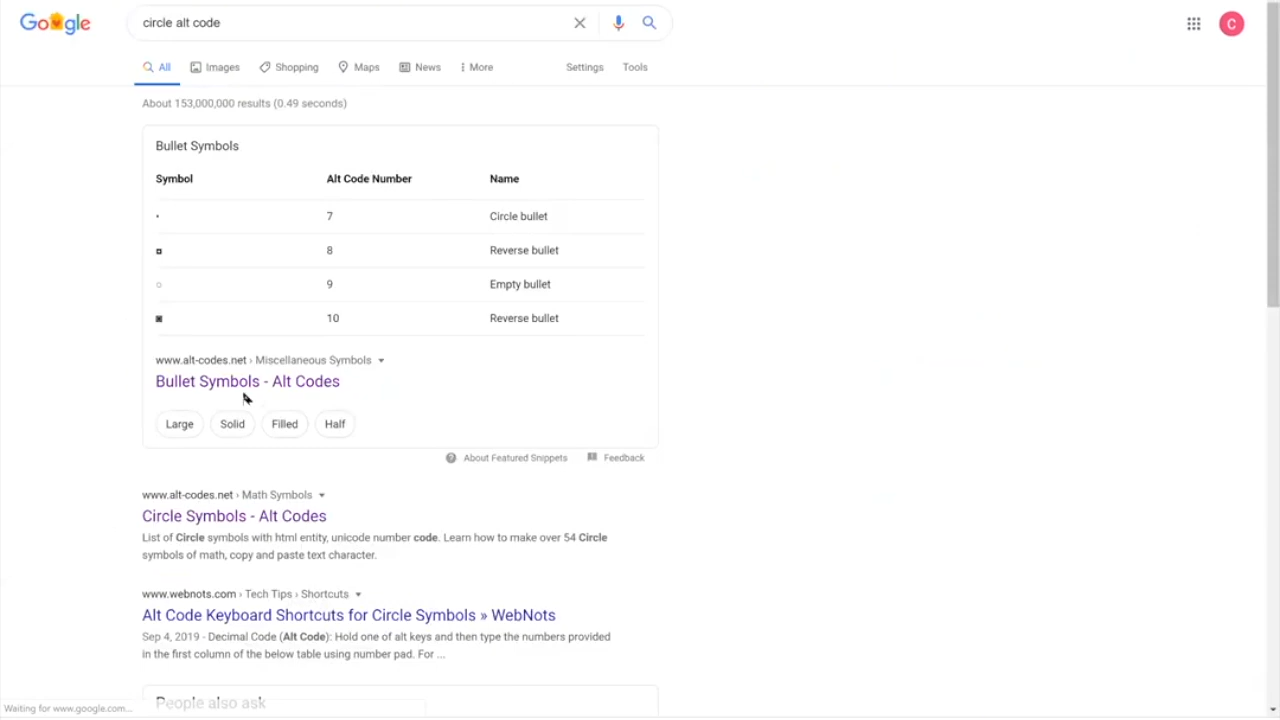 Google
circle alt code
All Images Shopping Maps News More Settings Tools
About 153,000,000 results (0.49 seconds)
Bullet Symbols
Symbol Alt Code Number Name
• 7 Circle bullet
◘ 8 Reverse bullet
○ 9 Empty bullet
◙ 10 Reverse bullet
www.alt-codes.net › Miscellaneous Symbols
Bullet Symbols - Alt Codes
Large Solid Filled Half
About Featured Snippets Feedback
www.alt-codes.net › Math Symbols
Circle Symbols - Alt Codes
List of Circle symbols with html entity, unicode number code. Learn how to make over 54 Circle
symbols of math, copy and paste text character.
www.webnots.com › Tech Tips › Shortcuts
Alt Code Keyboard Shortcuts for Circle Symbols » WebNots
Sep 4, 2019 - Decimal Code (Alt Code): Hold one of alt keys and then type the numbers provided
in the first column of the below table using number pad. For ...
People also ask
Waiting for www.google.com...
C